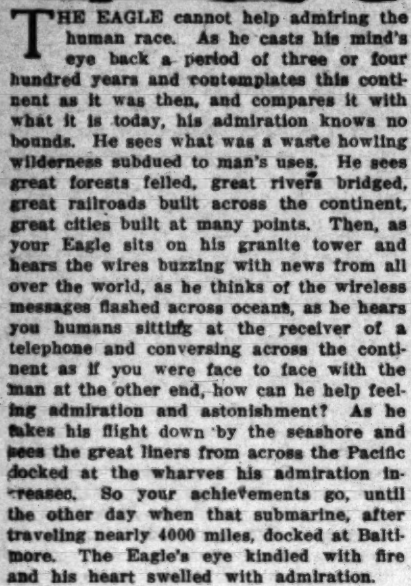 THE EAGLE cannot help admiring the
human race. As he casts his mind's
eye back a period of three or four
hundred years and contemplates this conti-
nent as it was then, and compares it with
what it is today, his admiration knows no
bounds. He sees what was a waste howling
wilderness subdued to man's uses. He sees
great forests felled, great rivers bridged,
great railroads built across the continent,
great cities built at many points. Then, as
your Eagle sits on his granite tower and
hears the wires buzzing with news from all
over the world, as he thinks of the wireless
messages flashed across oceans, as he hears
you humans sitting at the receiver of a
telephone and conversing across the conti-
nent as if you were face to face with the
man at the other end, how can he help feel-
ing admiration and astonishment? As he
takes his flight down by the seashore and
sees the great liners from across the Pacific
docked at the wharves his admiration in-
creases. So your achievements go, until
the other day when that submarine, after
traveling nearly 4000 miles, docked at Balti-
more. The Eagle's eye kindled with fire
and his heart swelled with admiration.